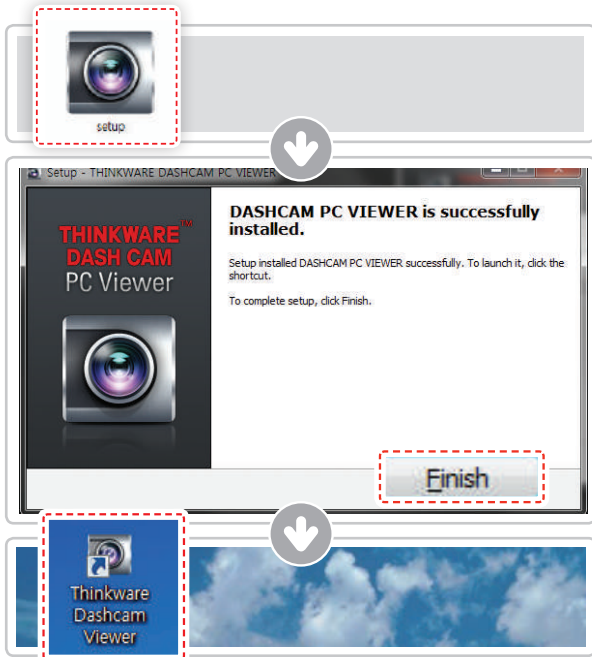 setup
Setup - THINKWARE DASHCAM PC VIEWER
THINKWARE™
DASH CAM
PC Viewer
DASHCAM PC VIEWER is successfully
installed.
Setup installed DASHCAM PC VIEWER successfully. To launch it, click the
shortcut.
To complete setup, click Finish.
Finish
Thinkware
Dashcam
Viewer